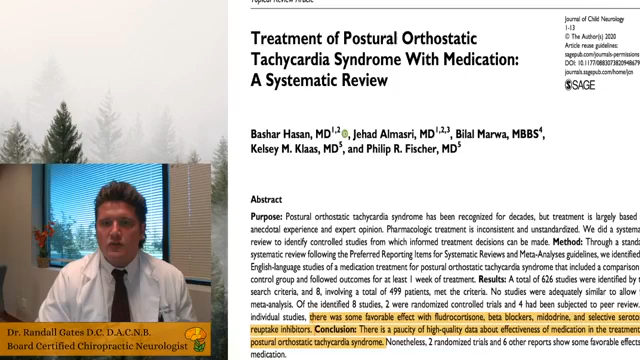 Topical Review Article
Journal of Child Neurology
1-13
© The Author(s) 2020
Article reuse guidelines:
sagepub.com/journals-permissions
DOI: 10.1177/0883073820948679
journals.sagepub.com/home/jcn
SAGE
Treatment of Postural Orthostatic
Tachycardia Syndrome With Medication:
A Systematic Review
Bashar Hasan, MD1,2, Jehad Almasri, MD1,2,3, Bilal Marwa, MBBS4,
Kelsey M. Klaas, MD5, and Philip R. Fischer, MD5
Abstract
Purpose: Postural orthostatic tachycardia syndrome has been recognized for decades, but treatment is largely based
anecdotal experience and expert opinion. Pharmacologic treatment is inconsistent and unstandardized. We did a systema
review to identify controlled studies from which informed treatment decisions can be made. Method: Through a stand
systematic review following the Preferred Reporting Items for Systematic Reviews and Meta-Analyses guidelines, we identified
English-language studies of a medication treatment for postural orthostatic tachycardia syndrome that included a comparison
control group and followed outcomes for at least 1 week of treatment. Results: A total of 626 studies were identified by t
search criteria, and 8, involving a total of 499 patients, met the criteria. No studies were adequately similar to allow f
meta-analysis. Of the identified 8 studies, 2 were randomized controlled trials and 4 had been subjected to peer review.
individual studies, there was some favorable effect with fludrocortisone, beta blockers, midodrine, and selective seroto
reuptake inhibitors. Conclusion: There is a paucity of high-quality data about effectiveness of medication in the treatment
postural orthostatic tachycardia syndrome. Nonetheless, 2 randomized trials and 6 other reports show some favorable effects
medication.
Dr. Randall Gates D.C. D.A.C.N.B.
Board Certified Chiropractic Neurologist